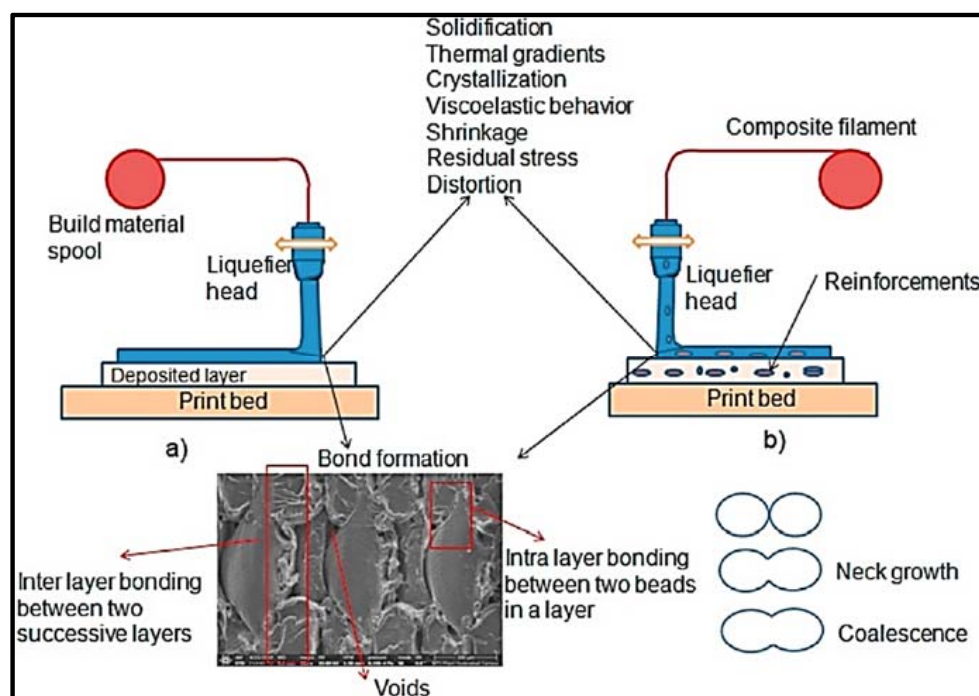 Solidification
Thermal gradients
Crystallization
Viscoelastic behavior
Shrinkage
Residual stress
Distortion
Build material
spool
Liquefier
head
Deposited layer
Print bed
a)
Composite filament
Liquefier
head
Reinforcements
Print bed
b)
Bond formation
Inter layer bonding
between two
successive layers
Voids
Intra layer bonding
between two beads
in a layer
Neck growth
Coalescence